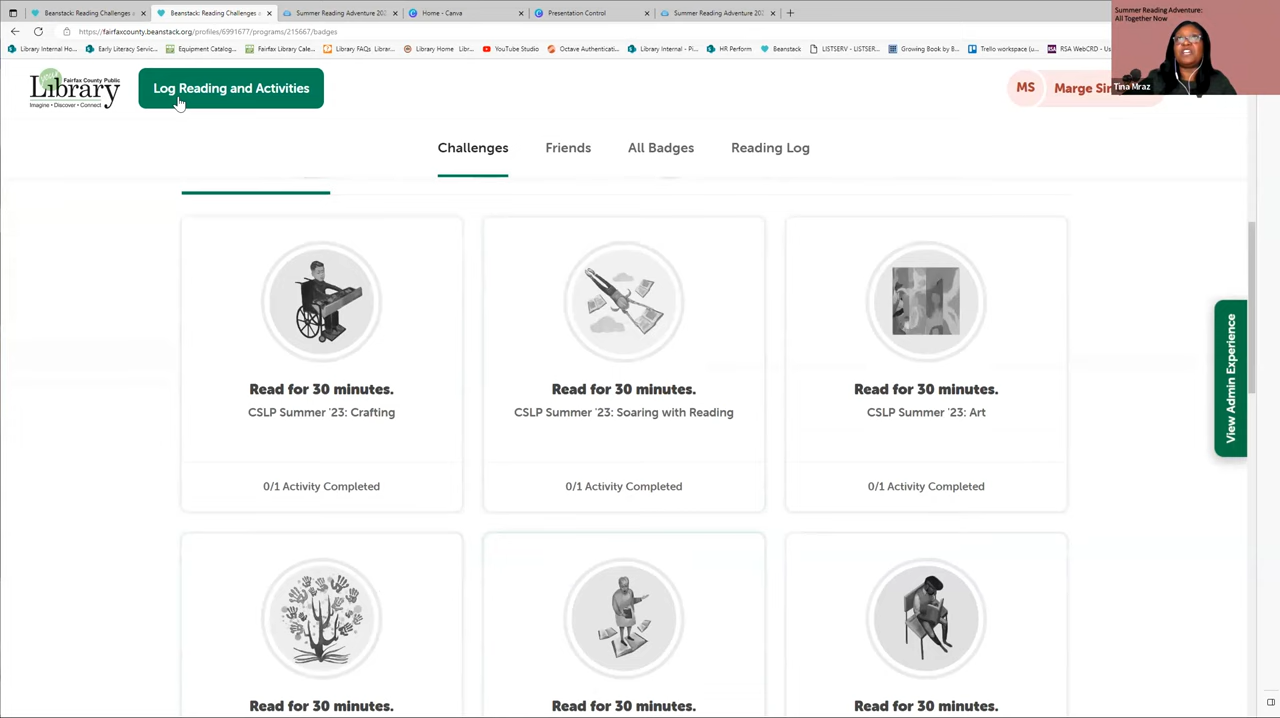 Beanstack: Reading Challenges o
Beanstack: Reading Challenges o
Summer Reading Adventure 202
Home - Canva
Presentation Control
Summer Reading Adventure 202
https://fairfaxcounty.beanstack.org/profiles/6991677/programs/215667/badges
Library Internal Ho...
Early Literacy Servic...
Equipment Catalog...
Fairfax Library Cale...
Library FAQs Librar...
Library Home Libr...
YouTube Studio
Octave Authenticati...
Library Internal - Pi...
HR Perform
Beanstack
LISTSERV - LISTSER...
Growing Book by B...
Trello workspace (u...
RSA WebCRD - Us
Summer Reading Adventure:
All Together Now
Tina Mraz
your
Fairfax County Public
Library
Imagine • Discover • Connect
Log Reading and Activities
MS
Marge Sim
Challenges
Friends
All Badges
Reading Log
Read for 30 minutes.
CSLP Summer '23: Crafting
0/1 Activity Completed
Read for 30 minutes.
CSLP Summer '23: Soaring with Reading
0/1 Activity Completed
Read for 30 minutes.
CSLP Summer '23: Art
0/1 Activity Completed
View Admin Experience
Read for 30 minutes.
Read for 30 minutes.
Read for 30 minutes.